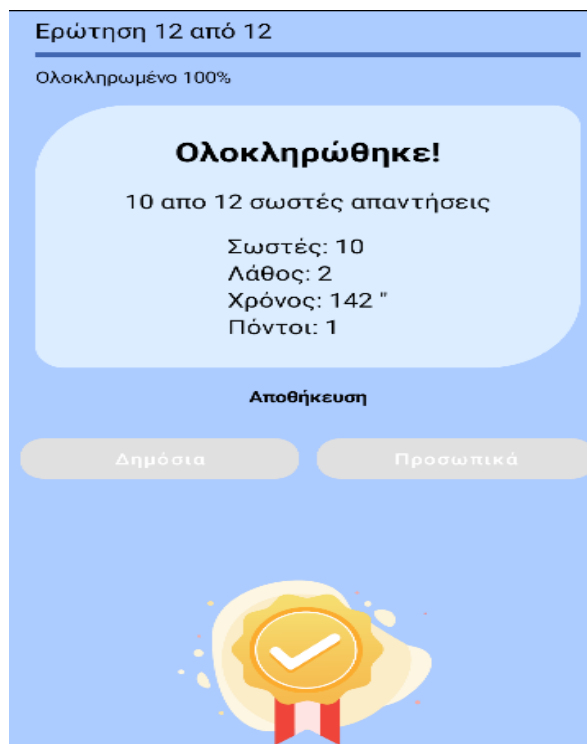 Ερώτηση 12 από 12
Ολοκληρωμένο 100%
Ολοκληρώθηκε!
10 απο 12 σωστές απαντήσεις
Σωστές: 10
Λάθος: 2
Χρόνος: 142 "
Πόντοι: 1
Αποθήκευση
Δημόσια
Προσωπικά